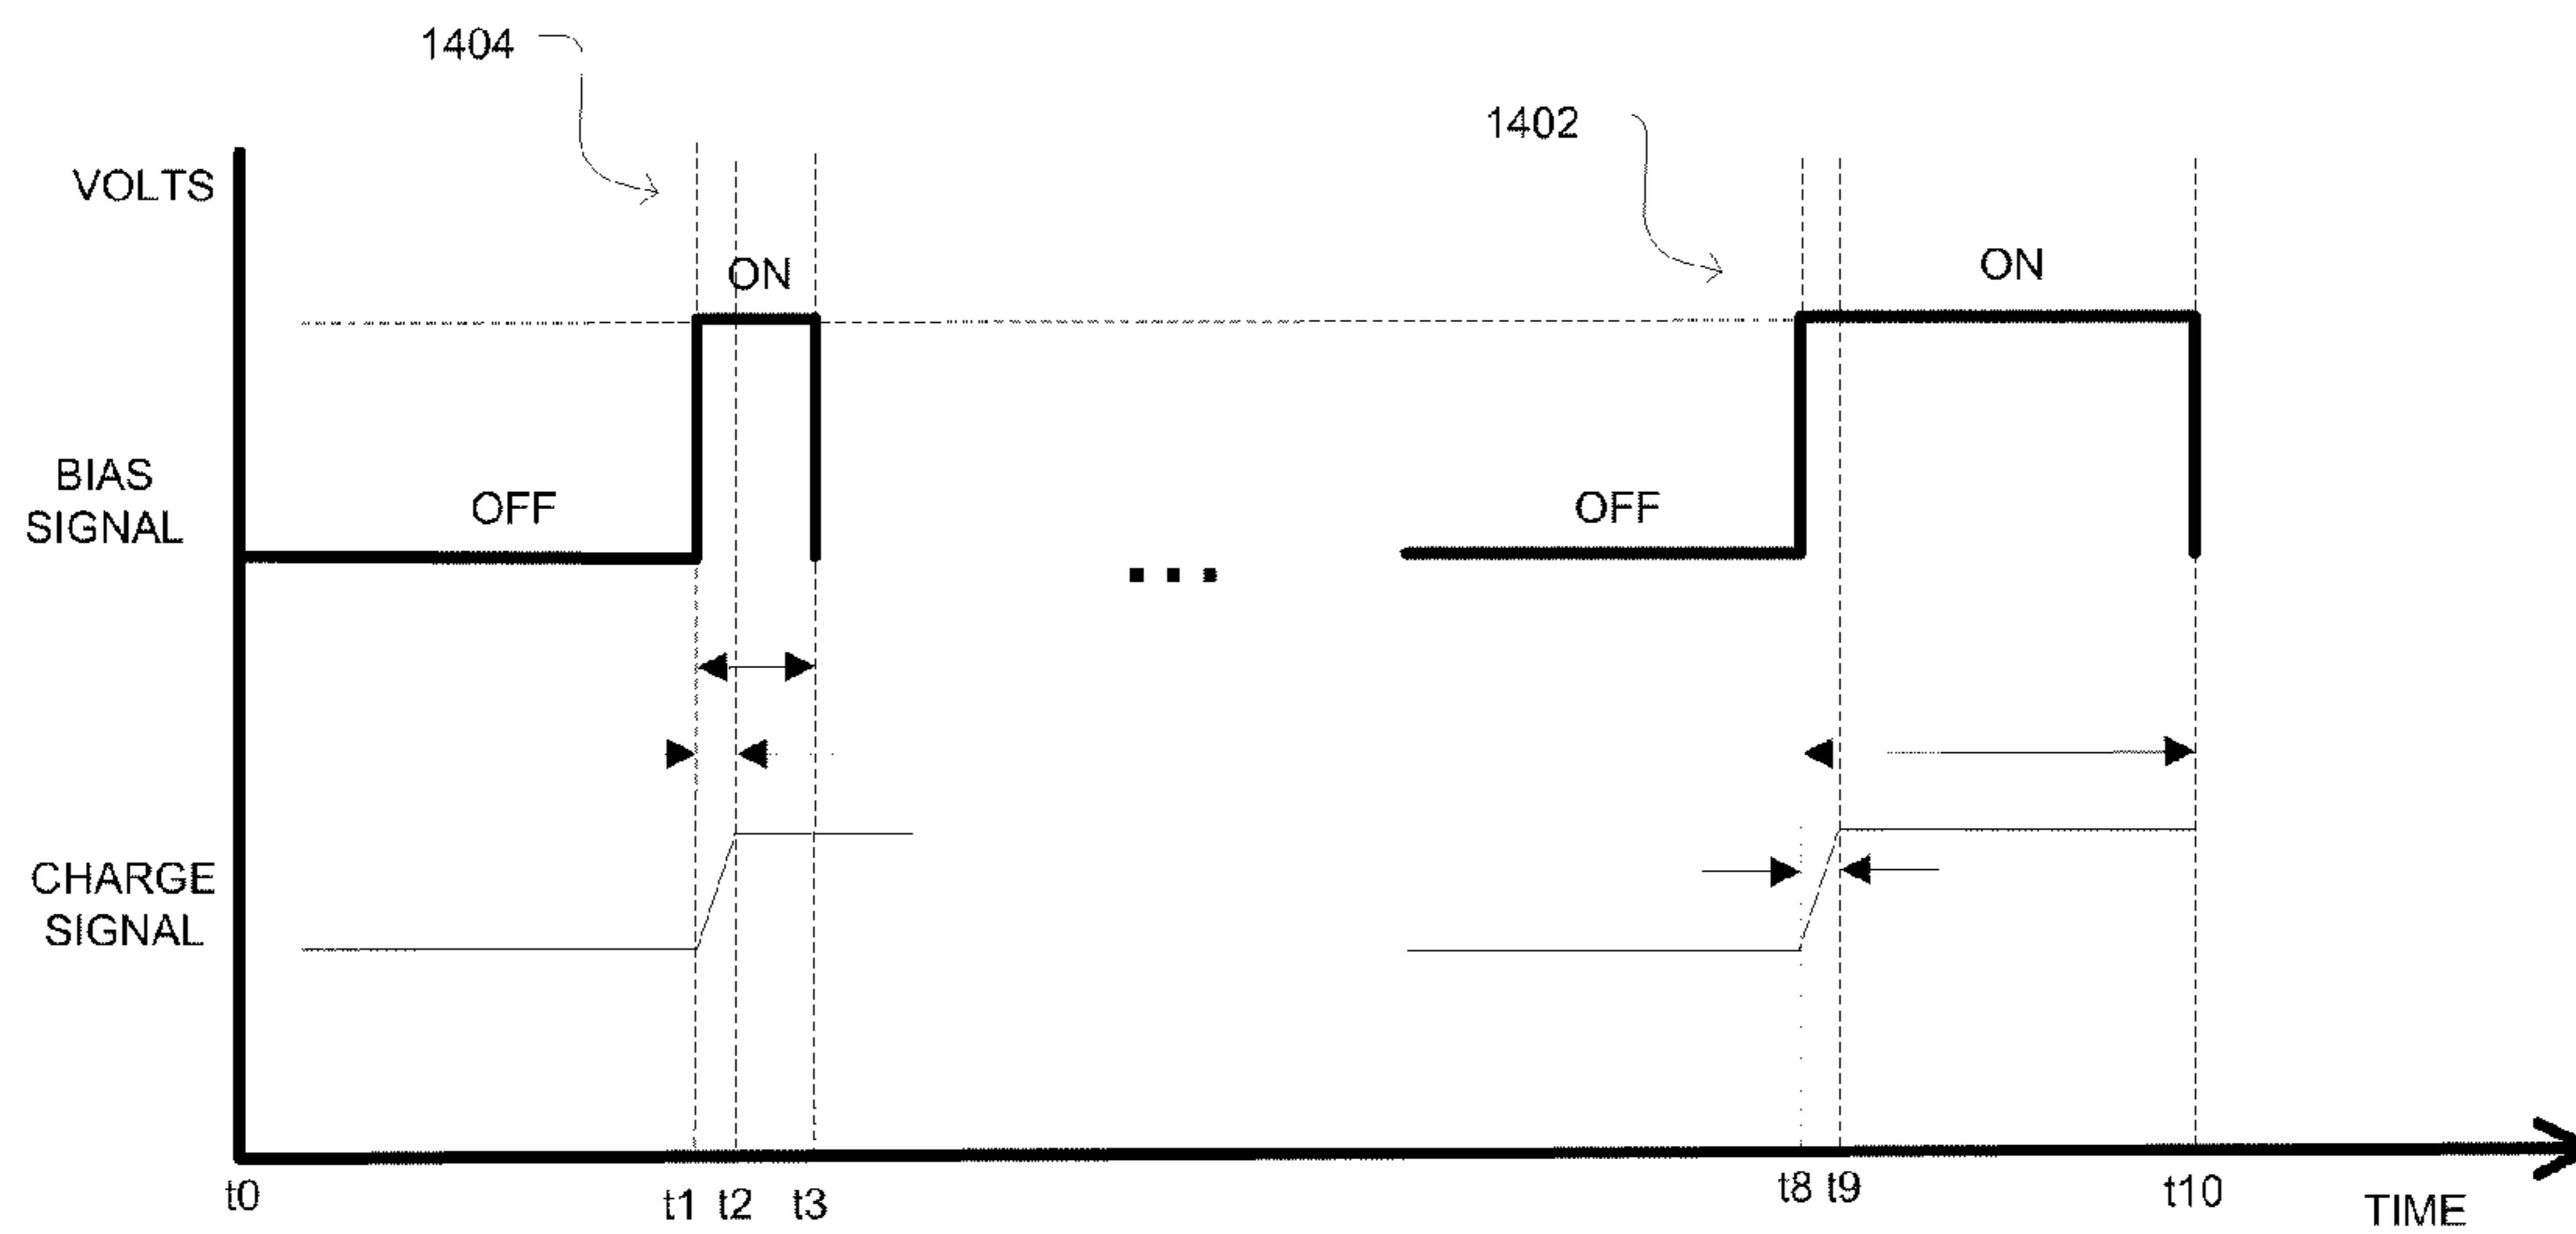 1404
1402
VOLTS
ON
ON
BIAS
SIGNAL
OFF
OFF
...
CHARGE
SIGNAL
t0
t1 t2 t3
t8 t9
t10
TIME